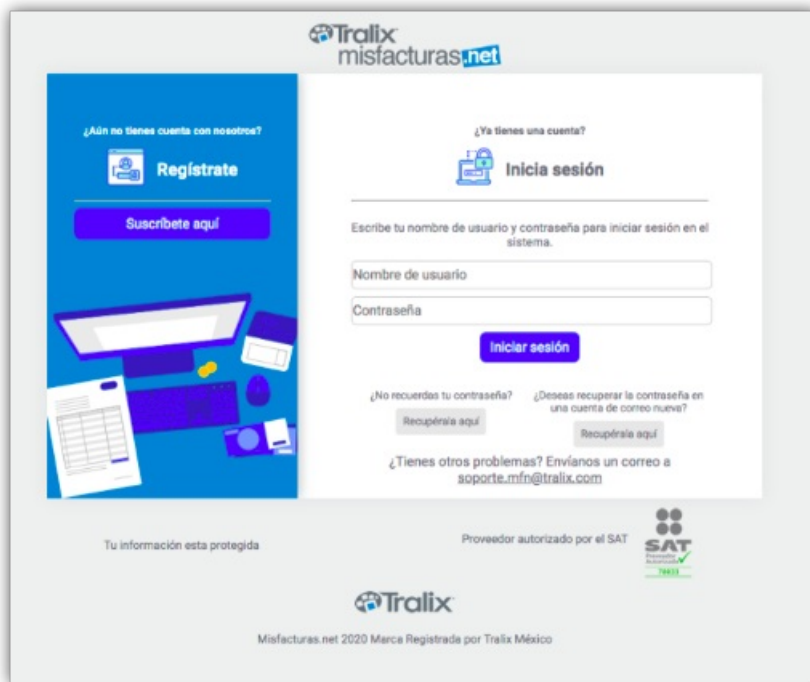 Tralix
misfacturas.net
¿Aún no tienes cuenta con nosotros?
Regístrate
Suscríbete aquí
¿Ya tienes una cuenta?
Inicia sesión
Escribe tu nombre de usuario y contraseña para iniciar sesión en el
sistema.
Nombre de usuario
Contraseña
Iniciar sesión
¿No recuerdas tu contraseña?
Recupérala aquí
¿Deseas recuperar la contraseña en
una cuenta de correo nueva?
Recupérala aquí
¿Tienes otros problemas? Envíanos un correo a
soporte.mfn@tralix.com
Tu información esta protegida
Proveedor autorizado por el SAT
SAT
Proveedor
Autorizado
Tralix
Misfacturas.net 2020 Marca Registrada por Tralix México